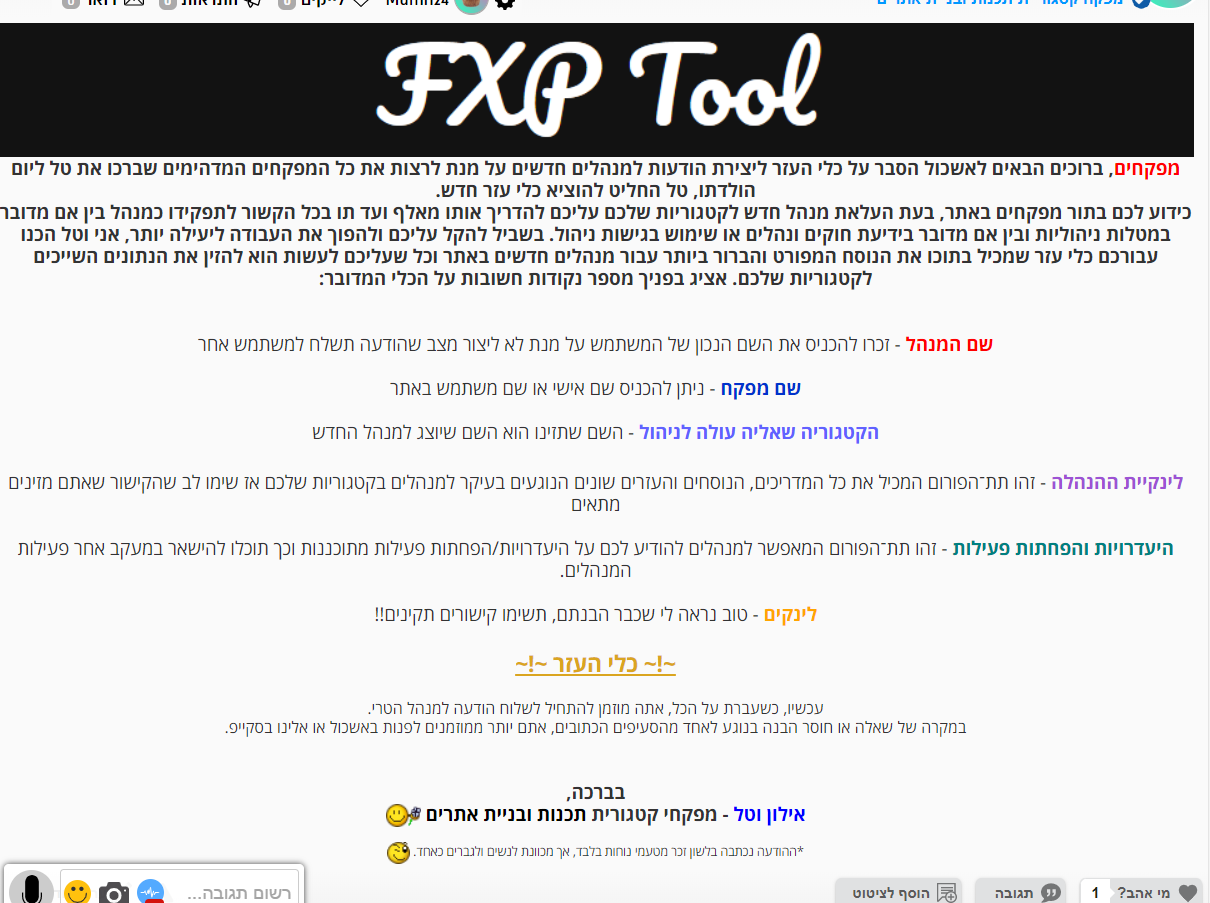 דואר 0 התראות 0 לייקים 0 Muffin24
מפקח קטגוריית תכנות ובניית אתרים
FXP Tool
מפקחים, ברוכים הבאים לאשכול הסבר על כלי העזר ליצירת הודעות למנהלים חדשים על מנת לרצות את כל המפקחים המדהימים שברכו את טל ליום
הולדתו, טל החליט להוציא כלי עזר חדש.
כידוע לכם בתור מפקחים באתר, בעת העלאת מנהל חדש לקטגוריות שלכם עליכם להדריך אותו מאלף ועד תו בכל הקשור לתפקידו כמנהל בין אם מדובר
במטלות ניהוליות ובין אם מדובר בידיעת חוקים ונהלים או שימוש בגישות ניהול. בשביל להקל עליכם ולהפוך את העבודה ליעילה יותר, אני וטל הכנו
עבורכם כלי עזר שמכיל בתוכו את הנוסח המפורט והברור ביותר עבור מנהלים חדשים באתר וכל שעליכם לעשות הוא להזין את הנתונים השייכים
לקטגוריות שלכם. אציג בפניך מספר נקודות חשובות על הכלי המדובר:
שם המנהל - זכרו להכניס את השם הנכון של המשתמש על מנת לא ליצור מצב שהודעה תשלח למשתמש אחר
שם מפקח - ניתן להכניס שם אישי או שם משתמש באתר
הקטגוריה שאליה עולה לניהול - השם שתזינו הוא השם שיוצג למנהל החדש
לינקיית ההנהלה - זהו תת־הפורום המכיל את כל המדריכים, הנוסחים והעזרים שונים הנוגעים בעיקר למנהלים בקטגוריות שלכם אז שימו לב שהקישור שאתם מזינים
מתאים
היעדרויות והפחתות פעילות - זהו תת־הפורום המאפשר למנהלים להודיע לכם על היעדרויות/הפחתות פעילות מתוכננות וכך תוכלו להישאר במעקב אחר פעילות
המנהלים.
לינקים - טוב נראה לי שכבר הבנתם, תשימו קישורים תקינים!!
~!~ כלי העזר ~!~
עכשיו, כשעברת על הכל, אתה מוזמן להתחיל לשלוח הודעה למנהל הטרי.
במקרה של שאלה או חוסר הבנה בנוגע לאחד מהסעיפים הכתובים, אתם יותר ממוזמנים לפנות באשכול או אלינו בסקייפ.
בברכה,
אילון וטל - מפקחי קטגורית תכנות ובניית אתרים
*ההודעה נכתבה בלשון זכר מטעמי נוחות בלבד, אך מכוונת לנשים ולגברים כאחד.
רשום תגובה...
מי אהב? 1 תגובה הוסף לציטוט